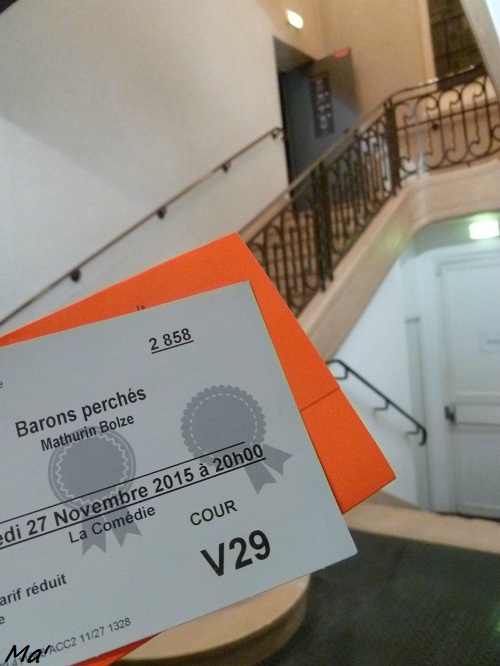 2 858
Barons perchés
Mathurin Bolze
edi 27 Novembre 2015 à 20h00
La Comédie
COUR
V29
arif réduit
e
ACC2 11/27 1328
Ma'